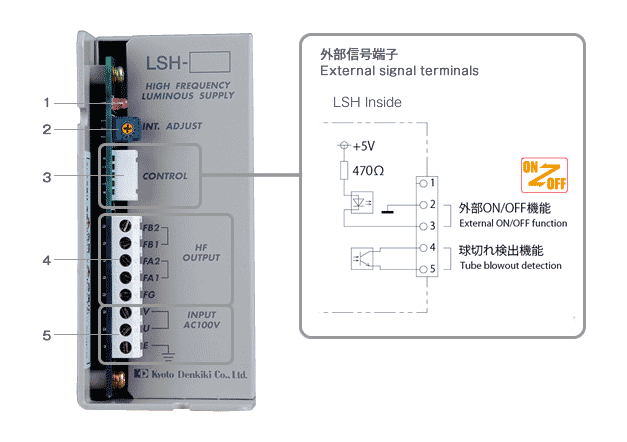 LSH-
HIGH FREQUENCY
LUMINOUS SUPPLY
1
2
INT. ADJUST
3
CONTROL
4
FB2
FB1
FA2
FA1
FG
HF
OUTPUT
5
V
U
E
INPUT
AC100V
KD Kyoto Denkiki Co., Ltd.
外部信号端子
External signal terminals
LSH Inside
+5V
470Ω
1
2
3
4
5
ON
OFF
外部ON/OFF機能
External ON/OFF function
球切れ検出機能
Tube blowout detection